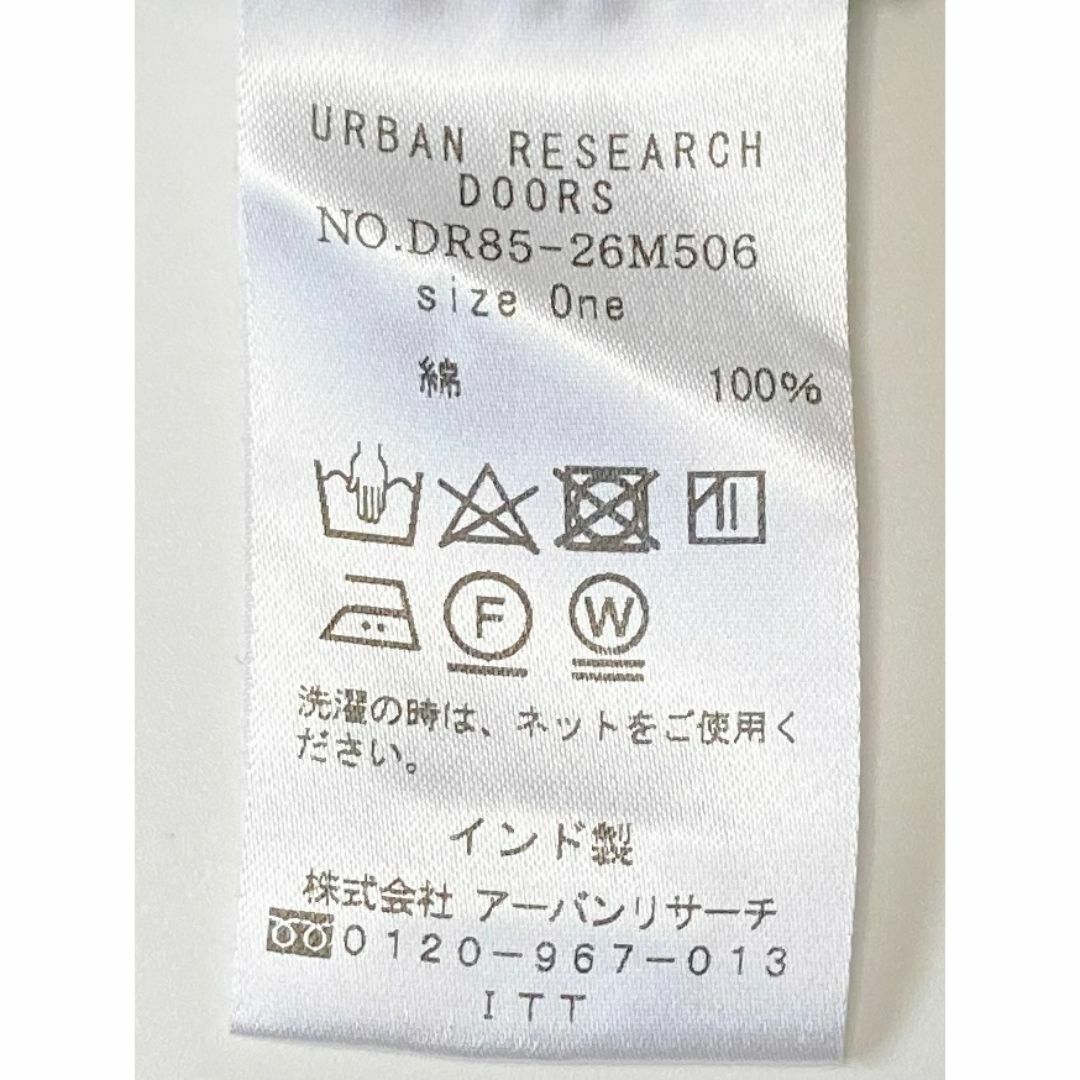 URBAN RESEARCH
DOORS
NO.DR85-26M506
size One
綿 100%
F W
洗濯の時は、ネットをご使用く
ださい。
インド製
株式会社 アーバンリサーチ
0120-967-013
ITT